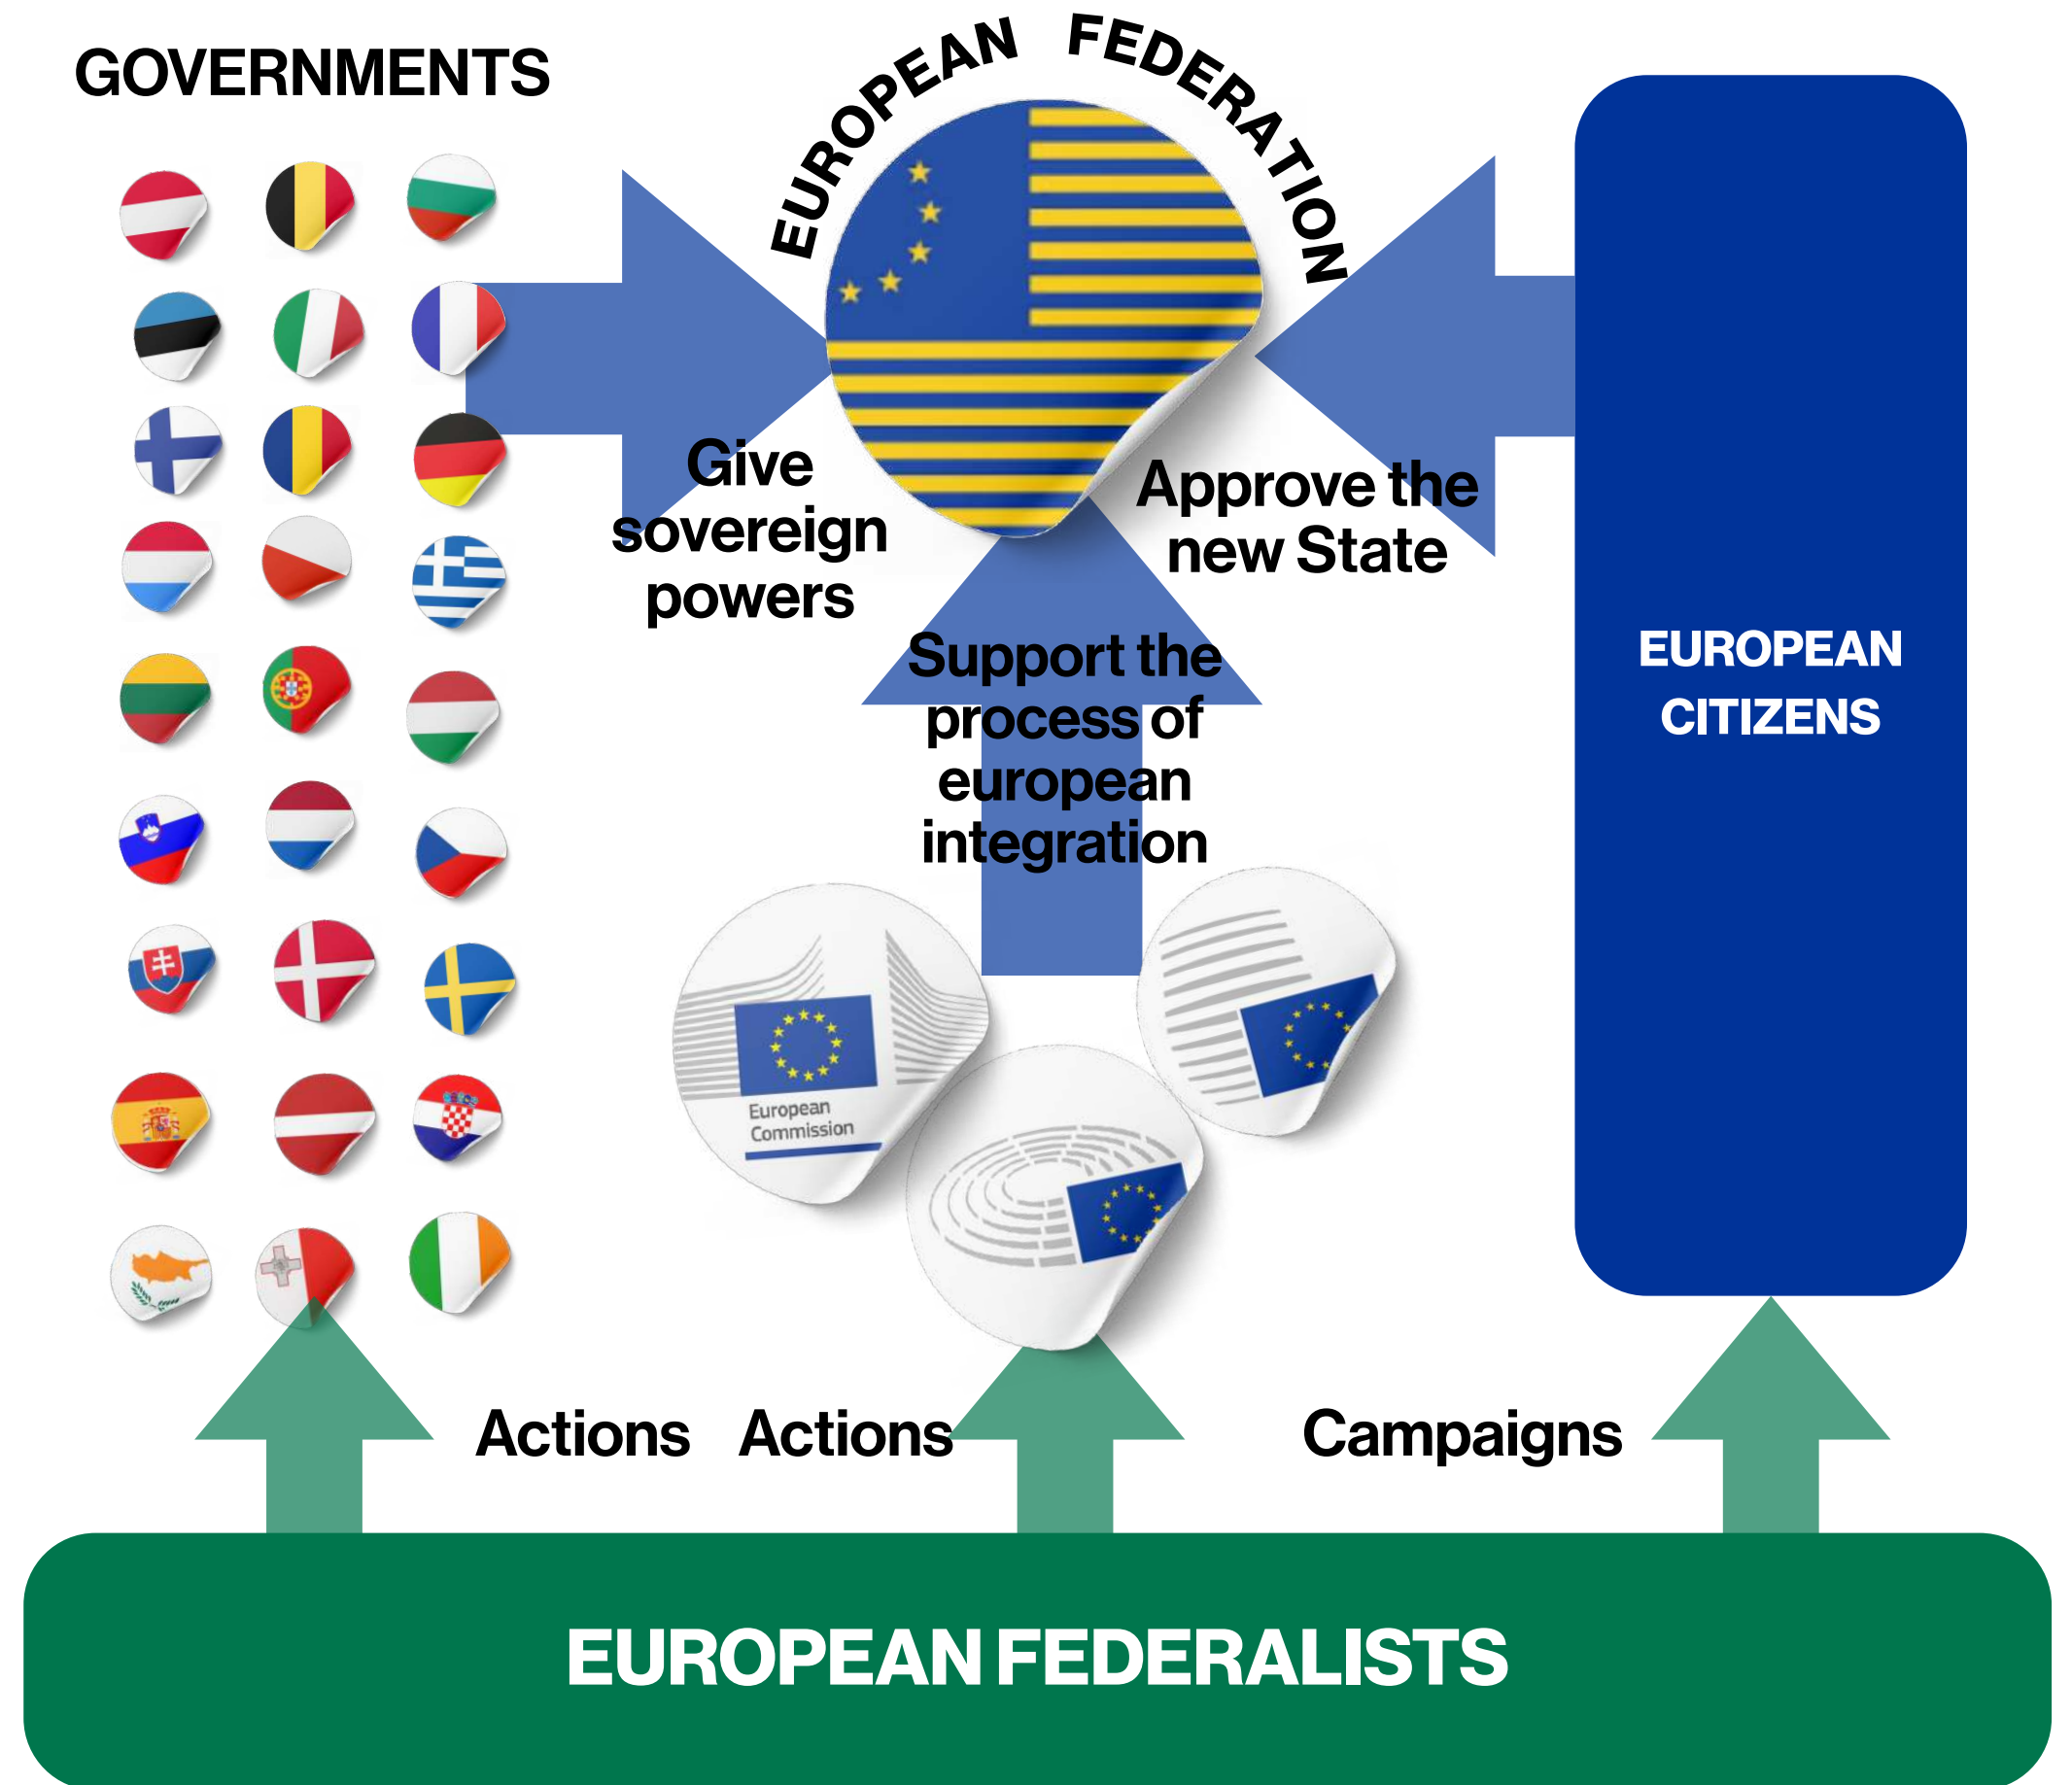 GOVERNMENTS
EUROPEAN FEDERATION
Give
sovereign
powers
Approve the
new State
Support the
process of
european
integration
EUROPEAN
CITIZENS
European
Commission
Actions
Actions
Campaigns
EUROPEAN FEDERALISTS